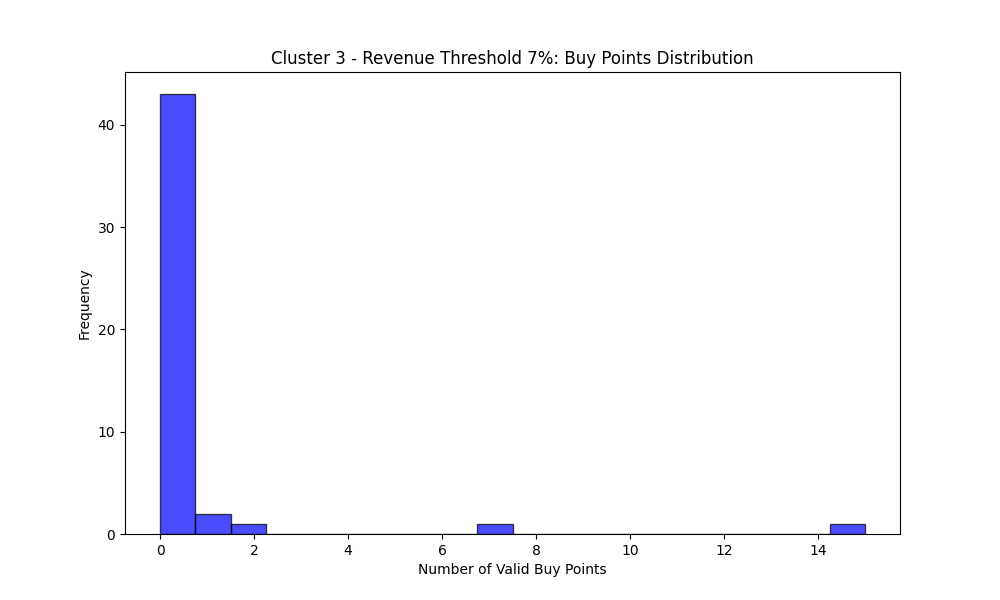 Cluster 3 - Revenue Threshold 7%: Buy Points Distribution
Frequency
40
30
20
10
0
0 2 4 6 8 10 12 14
Number of Valid Buy Points